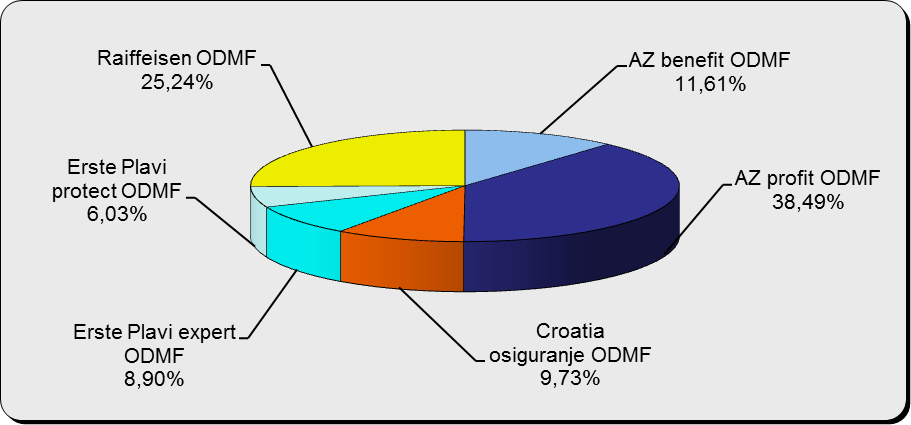 Raiffeisen ODMF
25,24%
AZ benefit ODMF
11,61%
Erste Plavi
protect ODMF
6,03%
AZ profit ODMF
38,49%
Erste Plavi expert
ODMF
8,90%
Croatia
osiguranje ODMF
9,73%